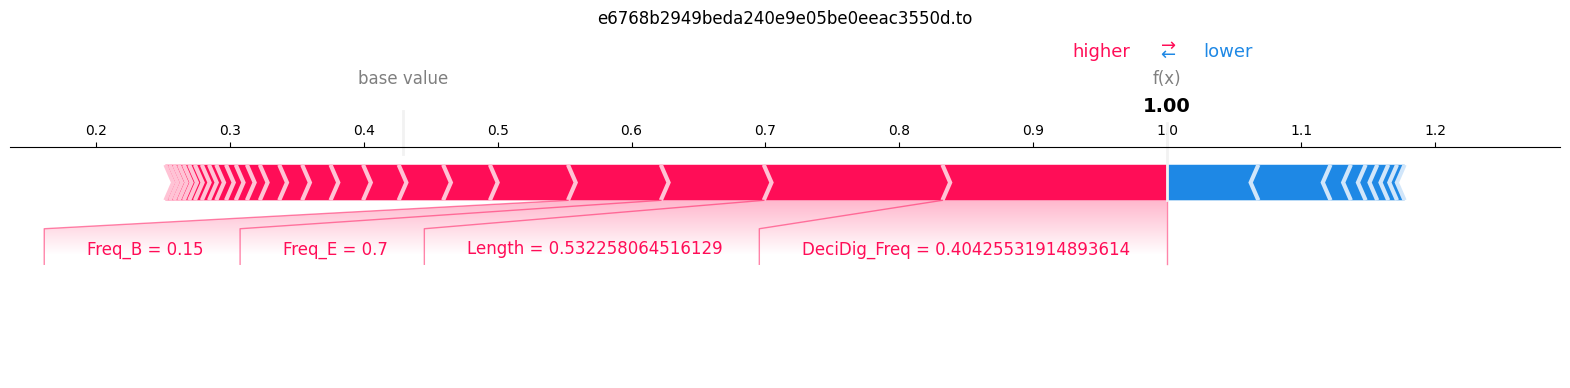 e6768b2949beda240e9e05be0eeac3550d.to
higher ⇄ lower
base value f(x)
1.00
0.2 0.3 0.4 0.5 0.6 0.7 0.8 0.9 1.0 1.1 1.2
Freq_B = 0.15 Freq_E = 0.7 Length = 0.532258064516129 DeciDig_Freq = 0.40425531914893614